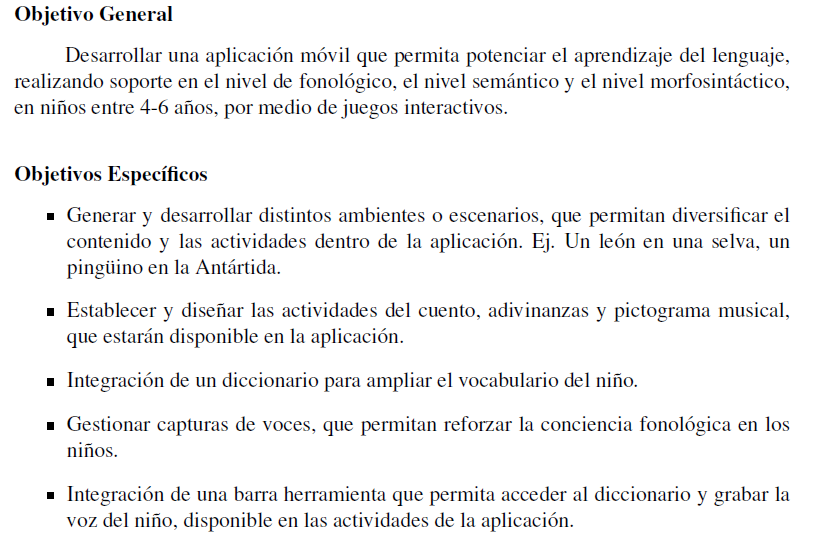 Objetivo General
Desarrollar una aplicación móvil que permita potenciar el aprendizaje del lenguaje,
realizando soporte en el nivel de fonológico, el nivel semántico y el nivel morfosintáctico,
en niños entre 4-6 años, por medio de juegos interactivos.
Objetivos Específicos
▪ Generar y desarrollar distintos ambientes o escenarios, que permitan diversificar el
contenido y las actividades dentro de la aplicación. Ej. Un león en una selva, un
pingüino en la Antártida.
▪ Establecer y diseñar las actividades del cuento, adivinanzas y pictograma musical,
que estarán disponible en la aplicación.
▪ Integración de un diccionario para ampliar el vocabulario del niño.
▪ Gestionar capturas de voces, que permitan reforzar la conciencia fonológica en los
niños.
▪ Integración de una barra herramienta que permita acceder al diccionario y grabar la
voz del niño, disponible en las actividades de la aplicación.